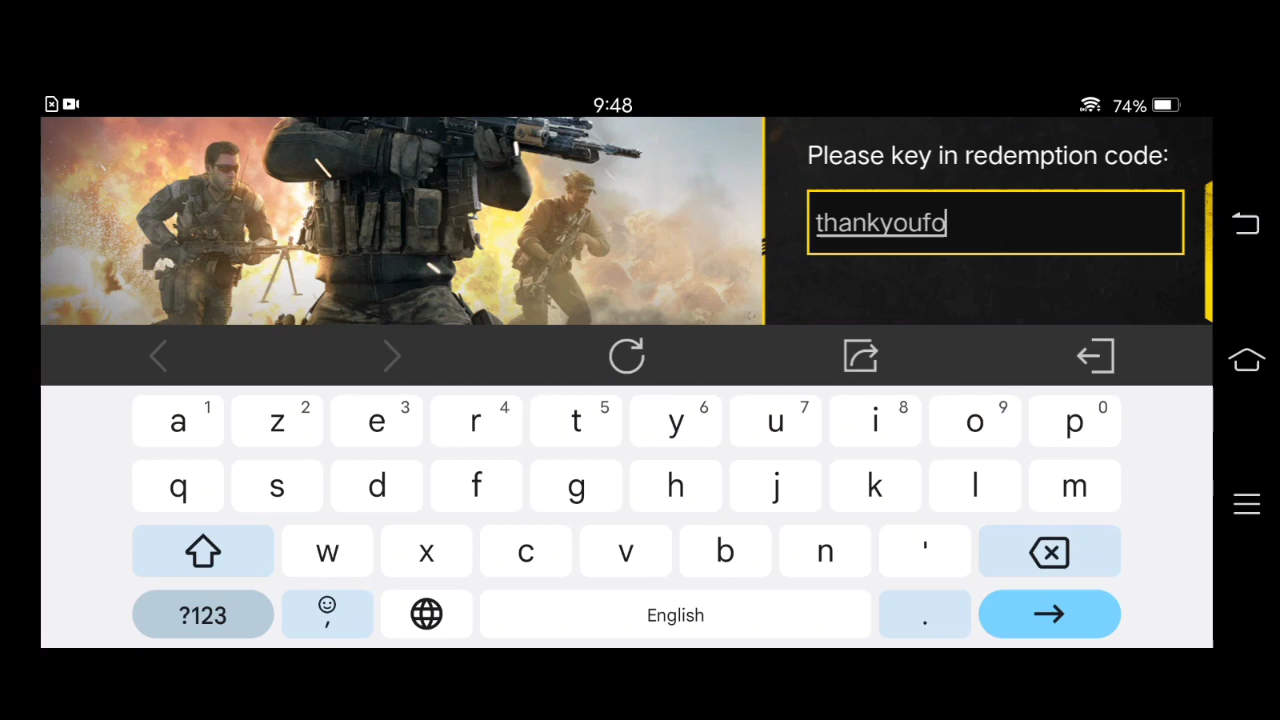 9:48
74%
Please key in redemption code:
thankyoufo
a 1 z 2 e 3 r 4 t 5 y 6 u 7 i 8 o 9 p 0
q s d f g h j k l m
w x c v b n '
?123 , English .